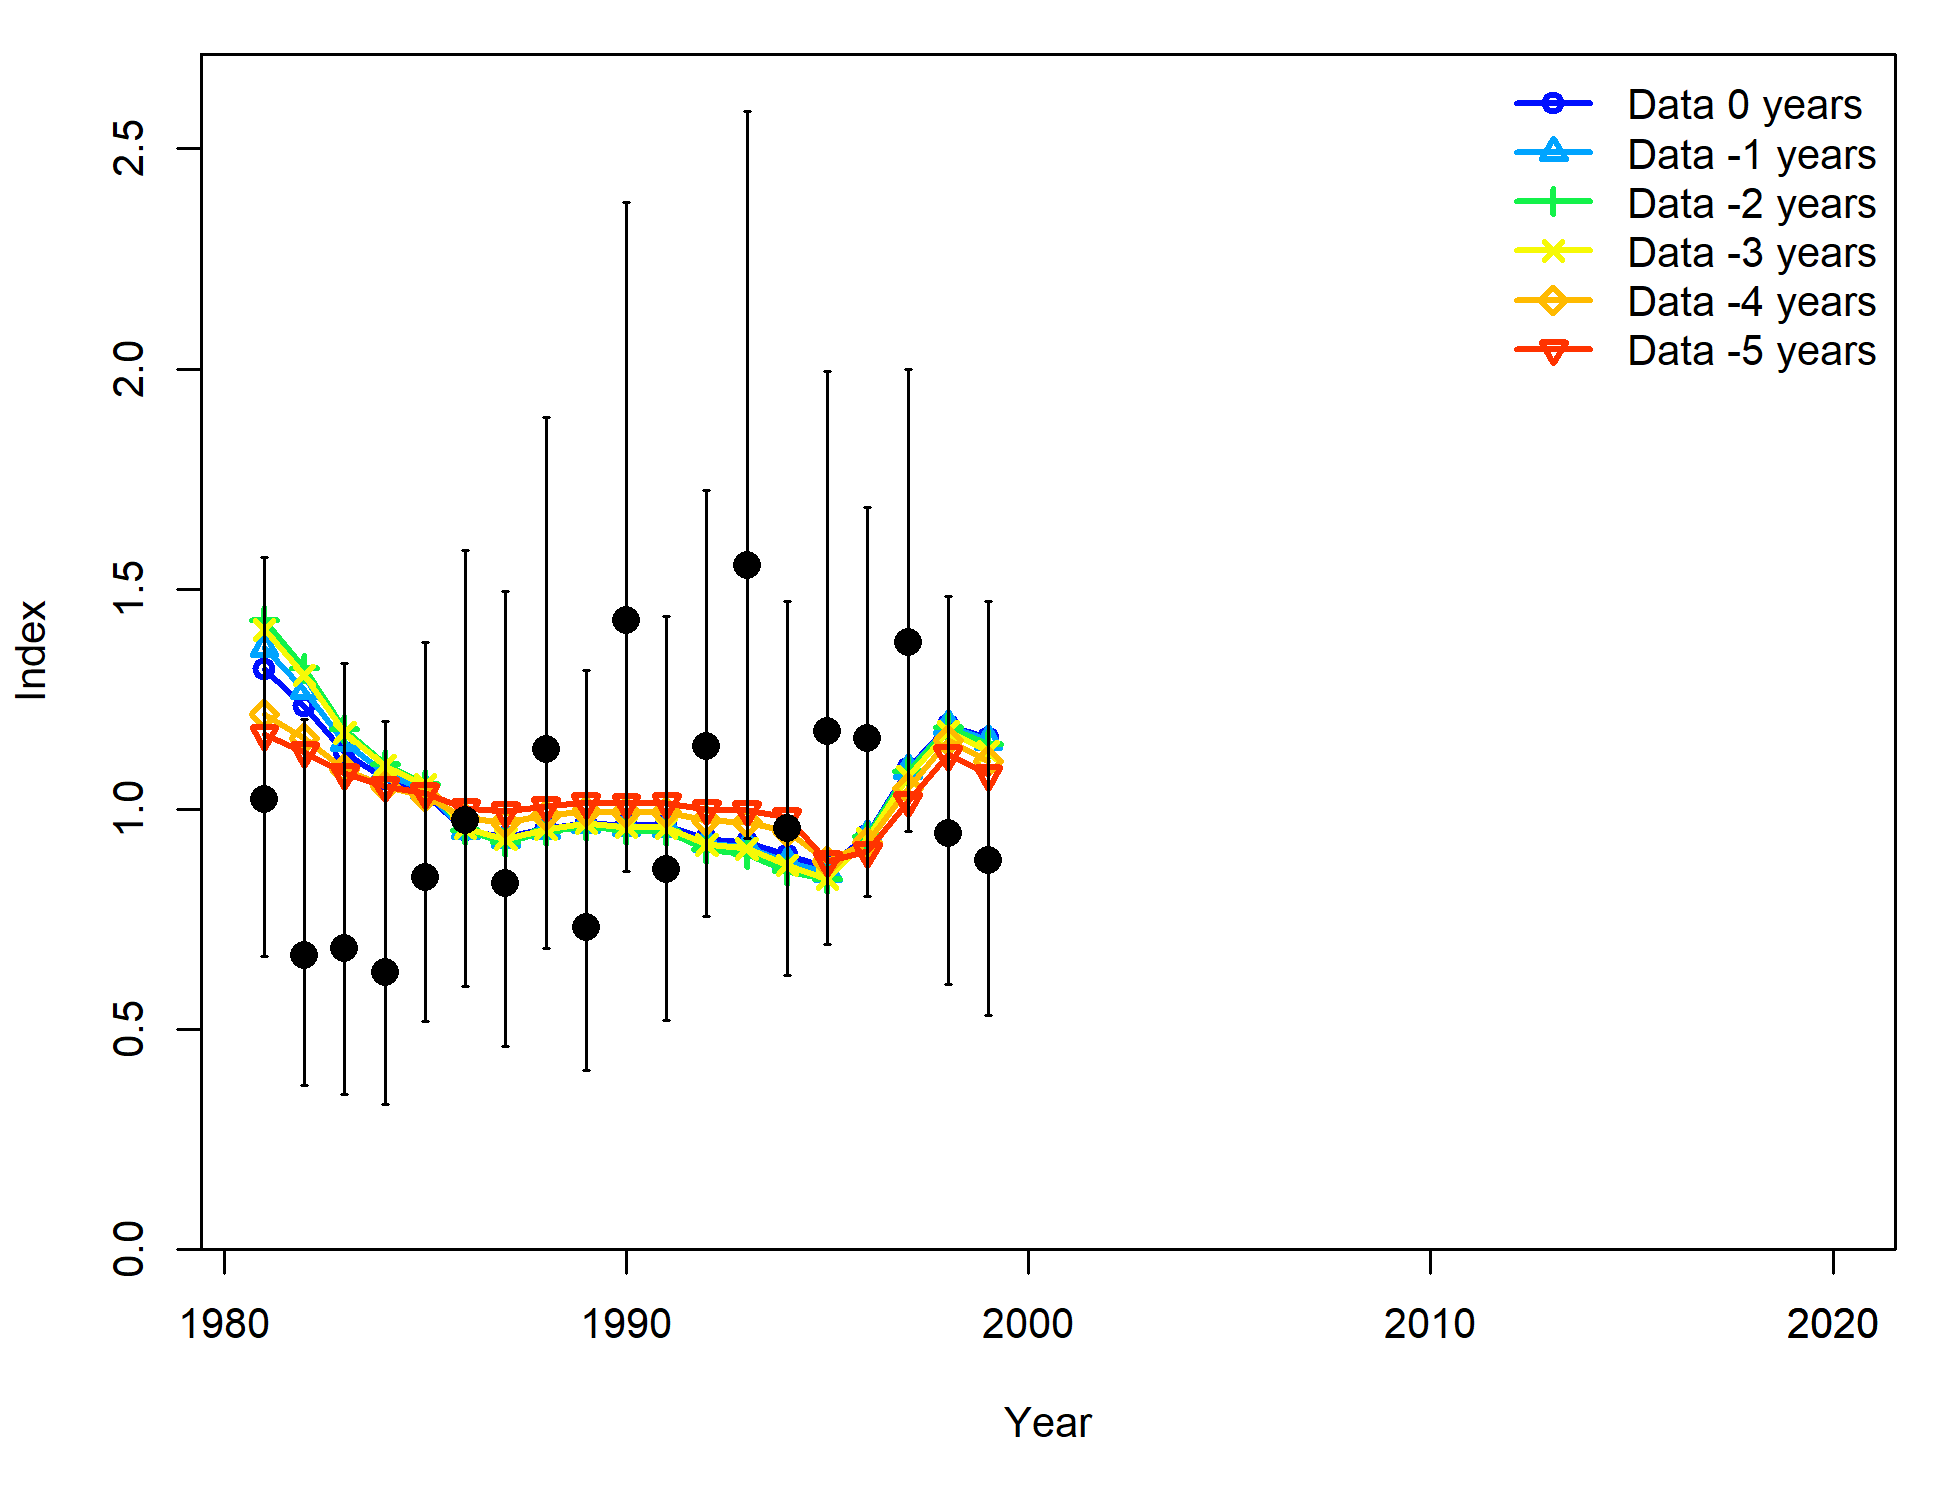 Data 0 years
Data -1 years
Data -2 years
Data -3 years
Data -4 years
Data -5 years
2.5
2.0
1.5
1.0
0.5
0.0
Index
1980 1990 2000 2010 2020
Year